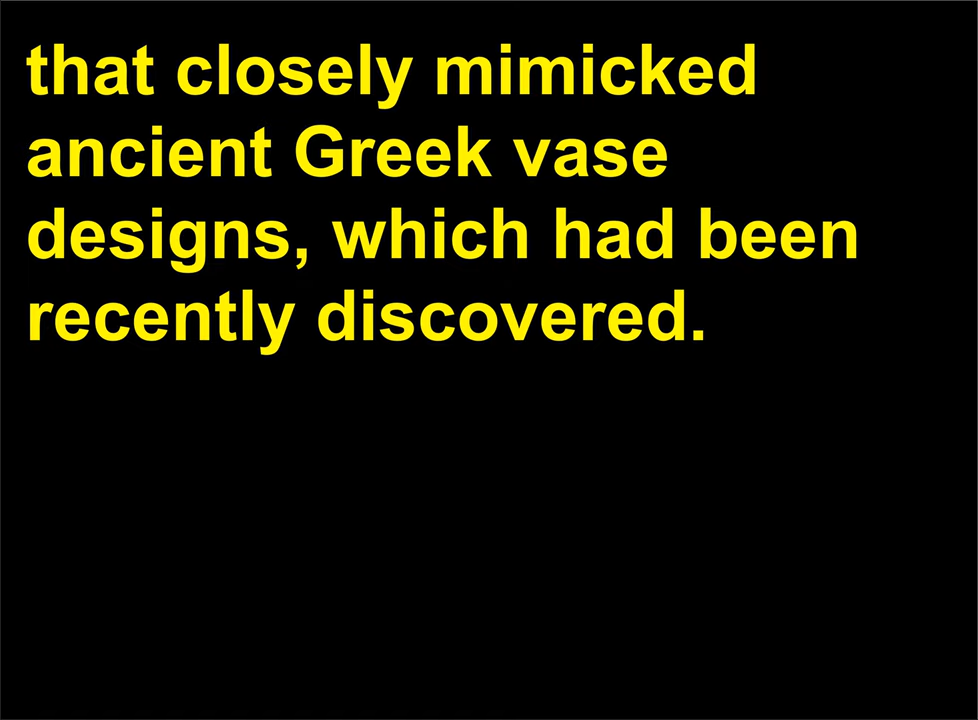 that closely mimicked
ancient Greek vase
designs, which had been
recently discovered.